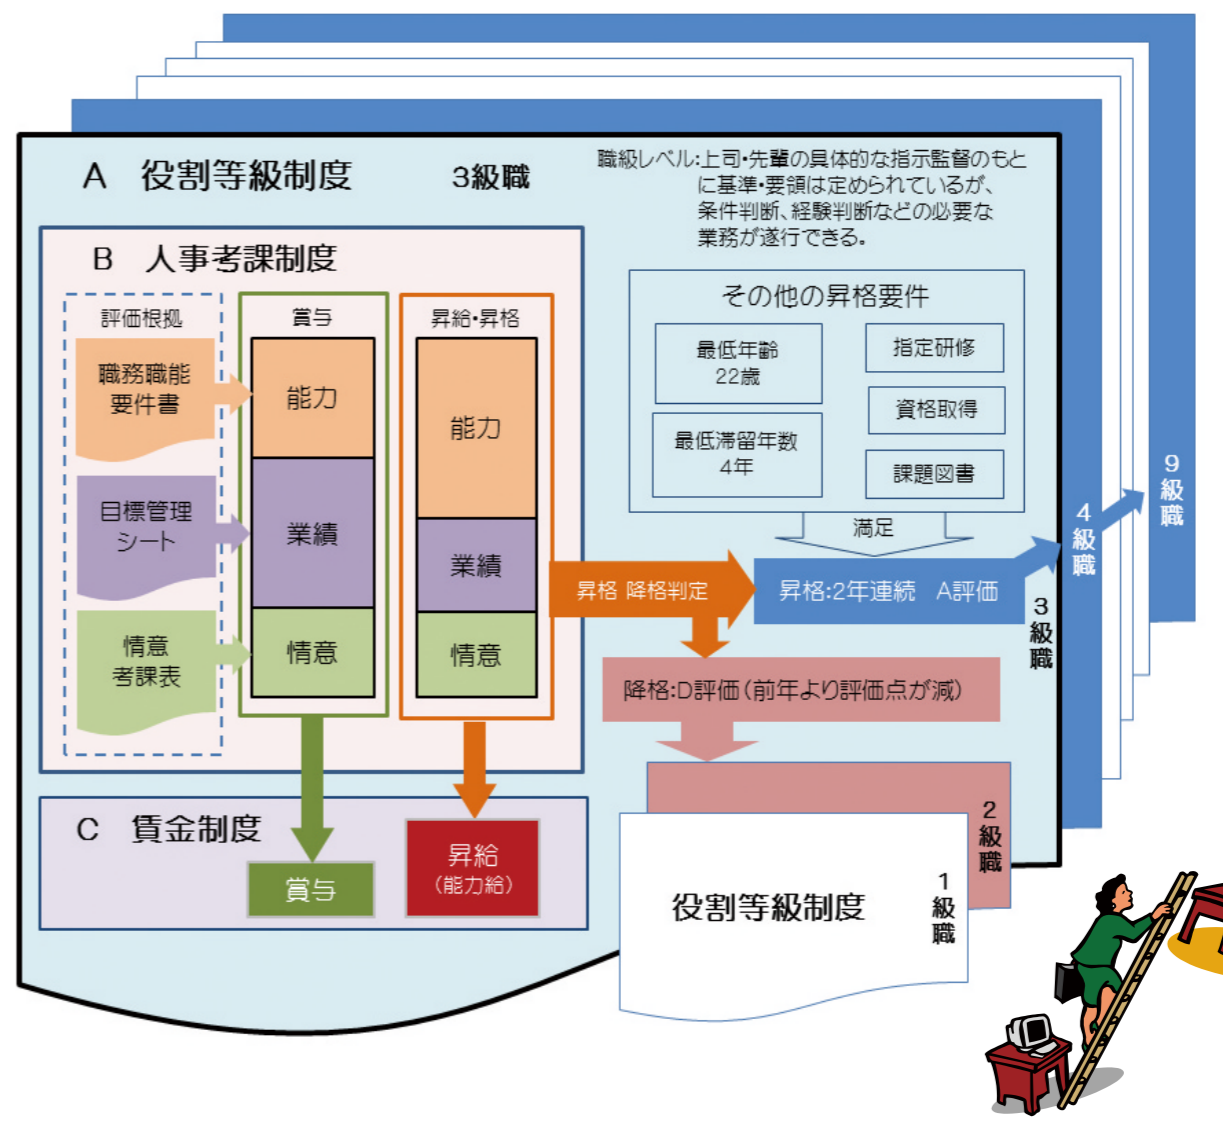 A 役割等級制度 3級職
職級レベル:上司・先輩の具体的な指示監督のもと
に基準・要領は定められているが、
条件判断、経験判断などの必要な
業務が遂行できる。
B 人事考課制度
評価根拠
職務職能
要件書
目標管理
シート
情意
考課表
賞与
能力
業績
情意
昇給・昇格
能力
業績
情意
その他の昇格要件
最低年齢
22歳
最低滞留年数
4年
指定研修
資格取得
課題図書
満足
昇格 降格判定
昇格:2年連続 A評価
降格:D評価(前年より評価点が減)
3級職
4級職
9級職
C 賃金制度
賞与
昇給
(能力給)
2級職
役割等級制度
1級職